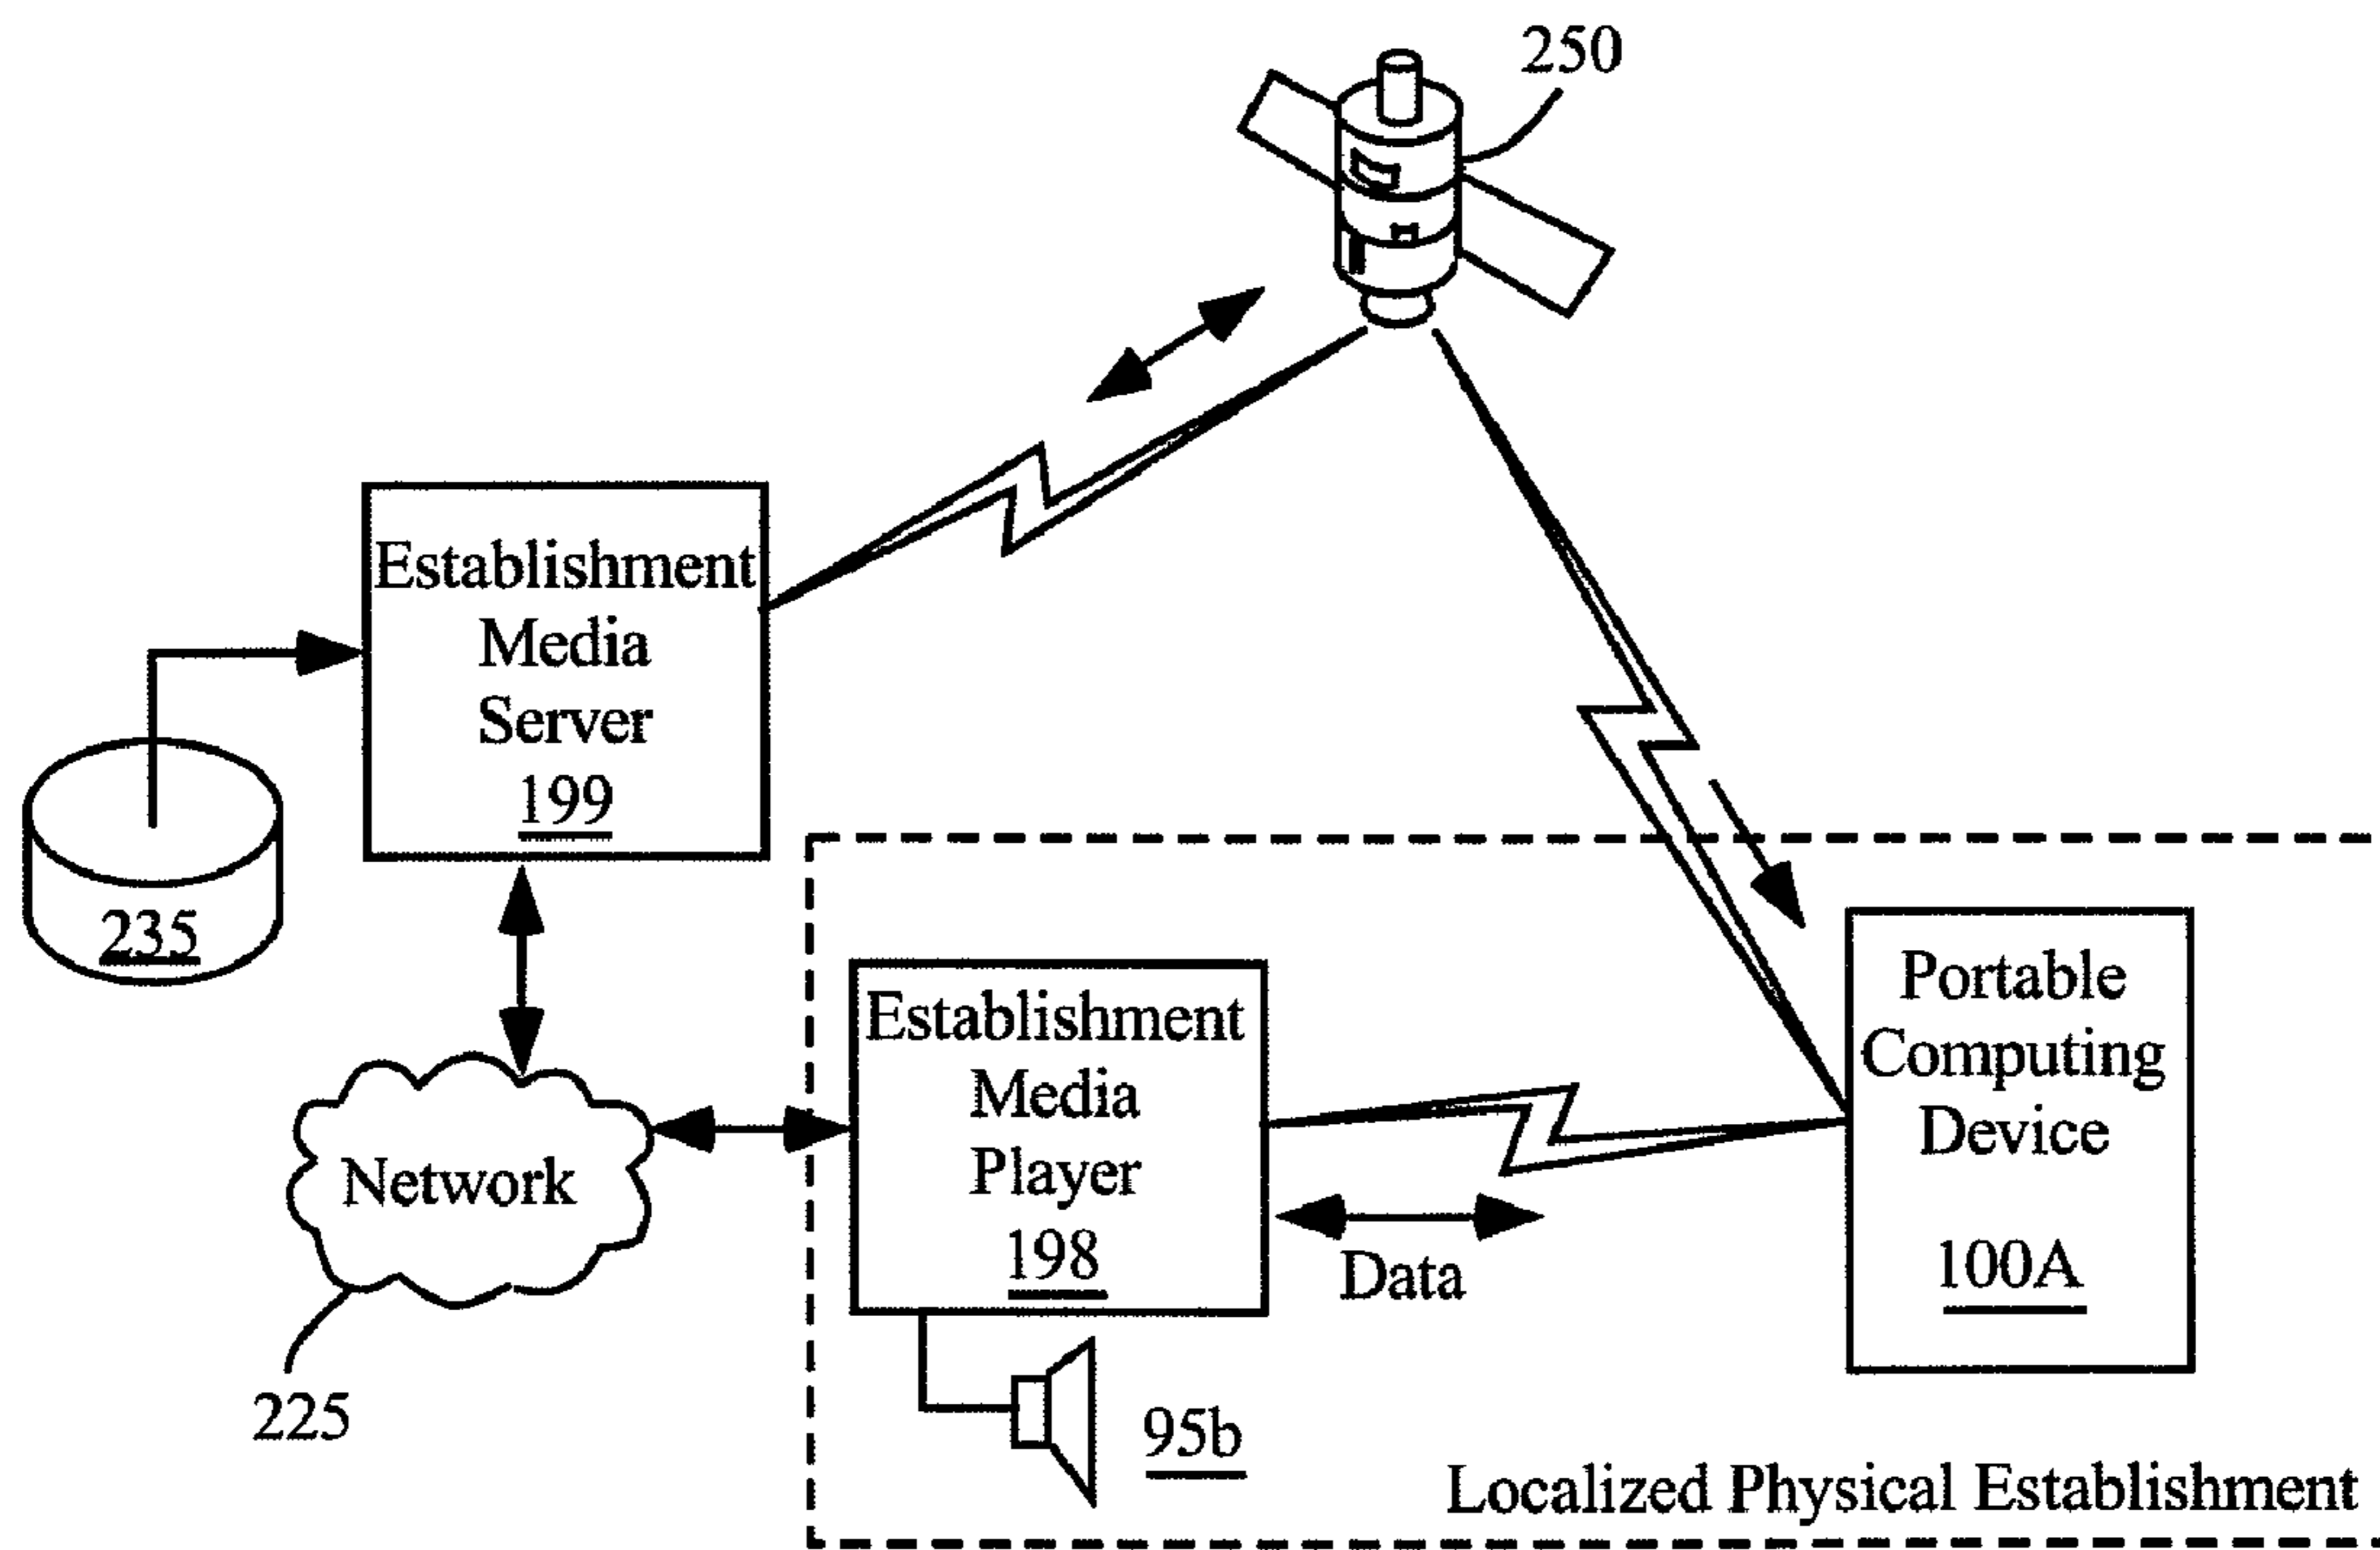 250
Establishment
Media
Server
199
235
Portable
Computing
Device
100A
Establishment
Media
Player
198
Network
Data
225
95b
Localized Physical Establishment